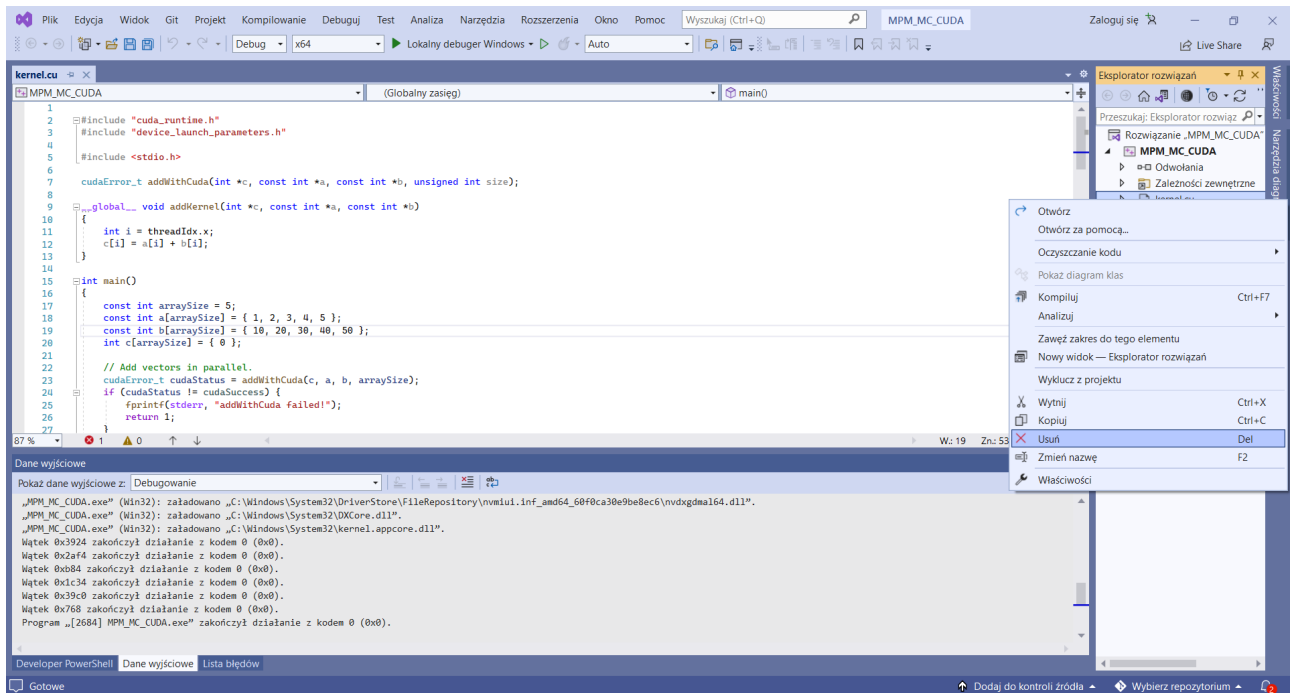 Plik Edycja Widok Git Projekt Kompilowanie Debuguj Test Analiza Narzędzia Rozszerzenia Okno Pomoc Wyszukaj (Ctrl+Q) MPM_MC_CUDA Zaloguj się
Debug x64 Lokalny debuger Windows Auto Live Share
kernel.cu
MPM_MC_CUDA (Globalny zasięg) main()
1
2 #include "cuda_runtime.h"
3 #include "device_launch_parameters.h"
4
5 #include <stdio.h>
6
7 cudaError_t addWithCuda(int *c, const int *a, const int *b, unsigned int size);
8
9 __global__ void addKernel(int *c, const int *a, const int *b)
10 {
11 int i = threadIdx.x;
12 c[i] = a[i] + b[i];
13 }
14
15 int main()
16 {
17 const int arraySize = 5;
18 const int a[arraySize] = { 1, 2, 3, 4, 5 };
19 const int b[arraySize] = { 10, 20, 30, 40, 50 };
20 int c[arraySize] = { 0 };
21
22 // Add vectors in parallel.
23 cudaError_t cudaStatus = addWithCuda(c, a, b, arraySize);
24 if (cudaStatus != cudaSuccess) {
25 fprintf(stderr, "addWithCuda failed!");
26 return 1;
27 }
87 % 1 0 W.: 19 Zn.: 53
Eksplorator rozwiązań
Przeszukaj: Eksplorator rozwiąz
Rozwiązanie „MPM_MC_CUDA"
MPM_MC_CUDA
Odwołania
Zależności zewnętrzne
kernel.cu
Właściwości
Narzędzia diag
Otwórz
Otwórz za pomocą...
Oczyszczanie kodu
Pokaż diagram klas
Kompiluj Ctrl+F7
Analizuj
Zawęź zakres do tego elementu
Nowy widok — Eksplorator rozwiązań
Wyklucz z projektu
Wytnij Ctrl+X
Kopiuj Ctrl+C
Usuń Del
Zmień nazwę F2
Właściwości
Dane wyjściowe
Pokaż dane wyjściowe z: Debugowanie
„MPM_MC_CUDA.exe" (Win32): załadowano „C:\Windows\System32\DriverStore\FileRepository\nvmiui.inf_amd64_60f0ca30e9be8ec6\nvdxgdmal64.dll".
„MPM_MC_CUDA.exe" (Win32): załadowano „C:\Windows\System32\DXCore.dll".
„MPM_MC_CUDA.exe" (Win32): załadowano „C:\Windows\System32\kernel.appcore.dll".
Wątek 0x3924 zakończył działanie z kodem 0 (0x0).
Wątek 0x2af4 zakończył działanie z kodem 0 (0x0).
Wątek 0xb84 zakończył działanie z kodem 0 (0x0).
Wątek 0x1c34 zakończył działanie z kodem 0 (0x0).
Wątek 0x39c0 zakończył działanie z kodem 0 (0x0).
Wątek 0x768 zakończył działanie z kodem 0 (0x0).
Program „[2684] MPM_MC_CUDA.exe" zakończył działanie z kodem 0 (0x0).
Developer PowerShell Dane wyjściowe Lista błędów
Gotowe Dodaj do kontroli źródła Wybierz repozytorium 2